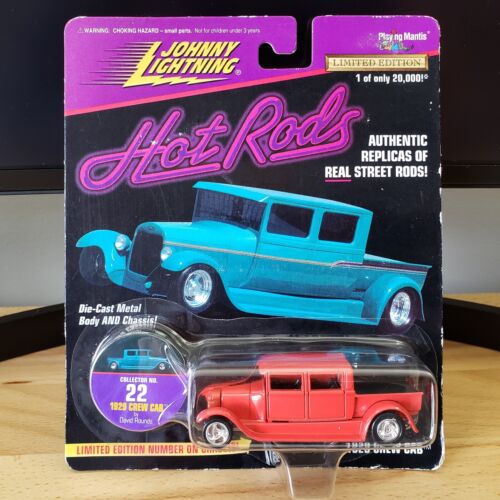 ⚠WARNING: CHOKING HAZARD - small parts. Not for children under 3 years.
JOHNNY
LIGHTNING
Playing Mantis
LIMITED EDITION
1 of only 20,000!
Hot Rods
AUTHENTIC
REPLICAS OF
REAL STREET RODS!
Die-Cast Metal
Body AND Chassis!
COLLECTOR NO.
22
1929 CREW CAB
by
David Rounds
LIMITED EDITION NUMBER ON
1929 CREW CAB™